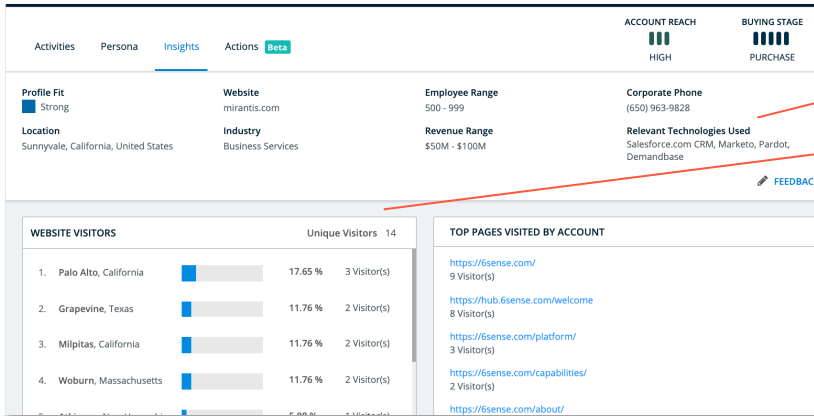 ACCOUNT REACH
BUYING STAGE
Activities
Persona
Insights
Actions Beta
HIGH
PURCHASE
Profile Fit
Strong
Website
mirantis.com
Employee Range
500 - 999
Corporate Phone
(650) 963-9828
Location
Sunnyvale, California, United States
Industry
Business Services
Revenue Range
$50M - $100M
Relevant Technologies Used
Salesforce.com CRM, Marketo, Pardot,
Demandbase
FEEDBAC
WEBSITE VISITORS
Unique Visitors 14
1. Palo Alto, California 17.65 % 3 Visitor(s)
2. Grapevine, Texas 11.76 % 2 Visitor(s)
3. Milpitas, California 11.76 % 2 Visitor(s)
4. Woburn, Massachusetts 11.76 % 2 Visitor(s)
TOP PAGES VISITED BY ACCOUNT
https://6sense.com/
9 Visitor(s)
https://hub.6sense.com/welcome
8 Visitor(s)
https://6sense.com/platform/
3 Visitor(s)
https://6sense.com/capabilities/
2 Visitor(s)
https://6sense.com/about/